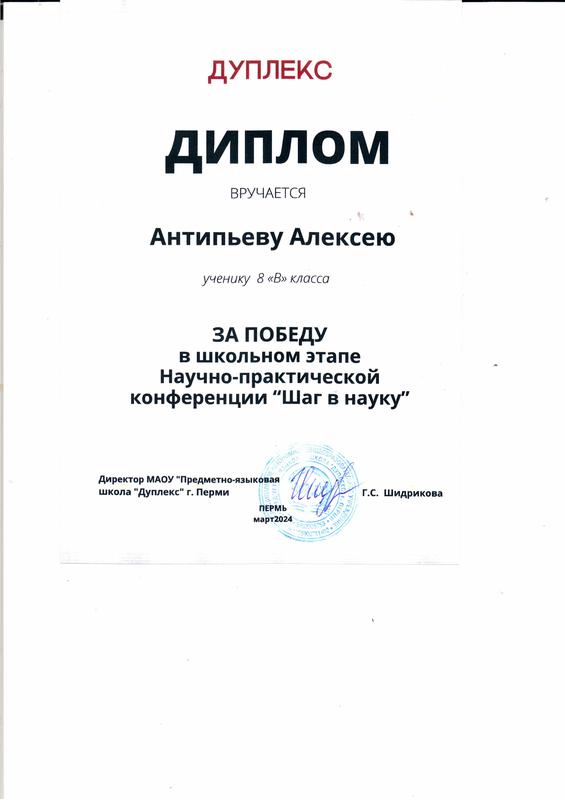 ДУПЛЕКС
ДИПЛОМ
ВРУЧАЕТСЯ
Антипьеву Алексею
ученику 8 «В» класса
ЗА ПОБЕДУ
в школьном этапе
Научно-практической
конференции “Шаг в науку”
Директор МАОУ "Предметно-языковая
школа "Дуплекс" г. Перми
Г.С. Шидрикова
ПЕРМЬ
март2024